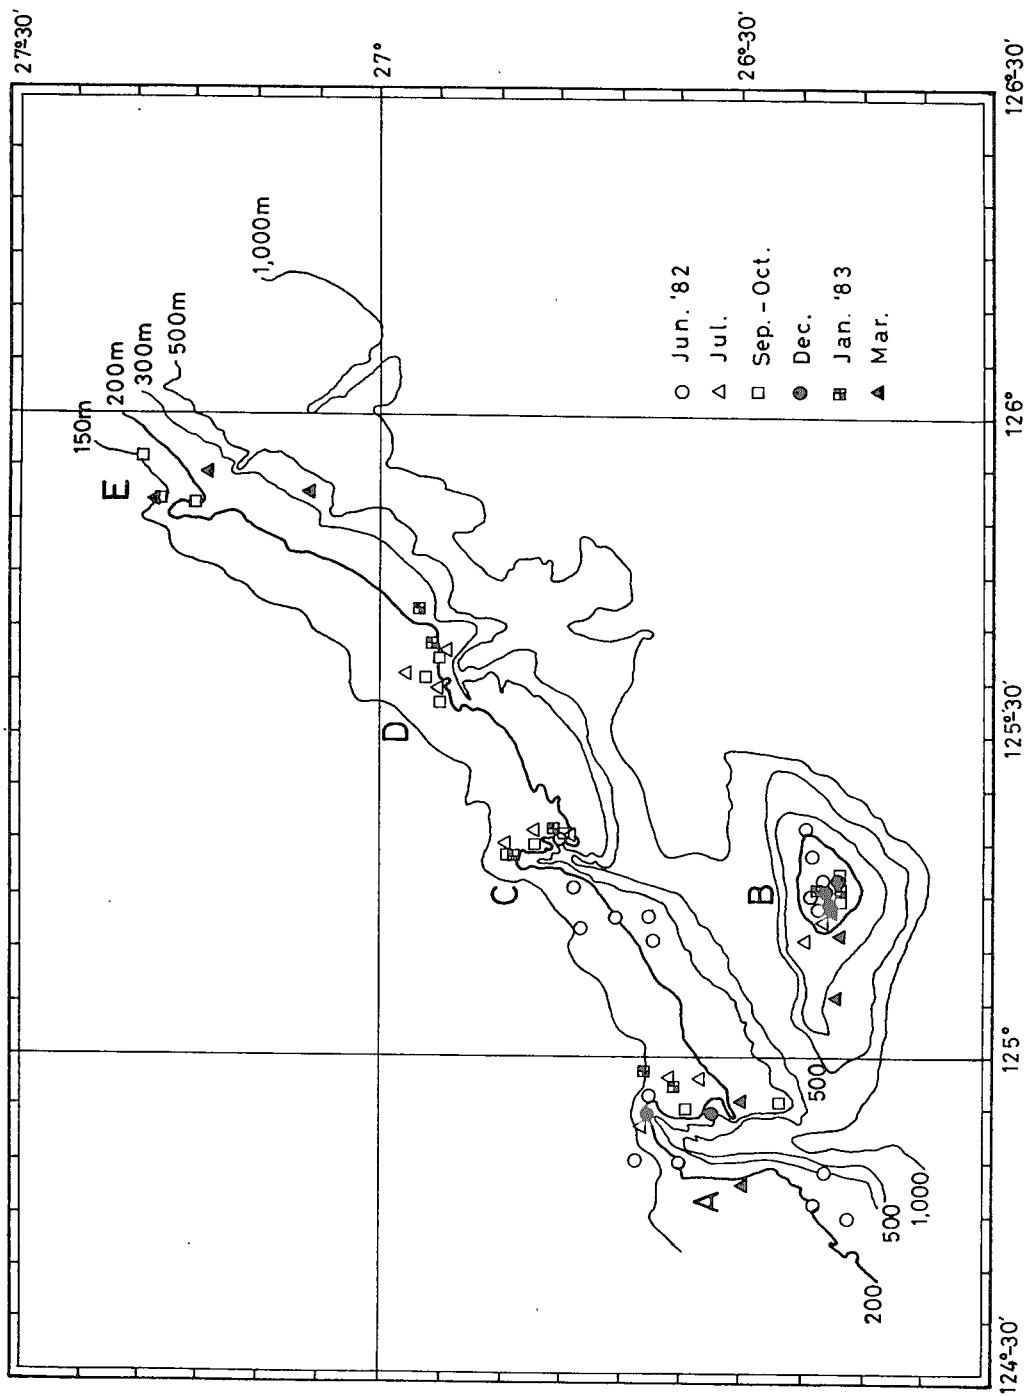 27°-30′
27°
26°-30′
126°-30′
126°
125°-30′
125°
124°-30′
150m
200m
300m
500m
1,000m
E
D
C
B
A
Jun. '82
Jul.
Sep.-Oct.
Dec.
Jan. '83
Mar.
500
500
1,000
200